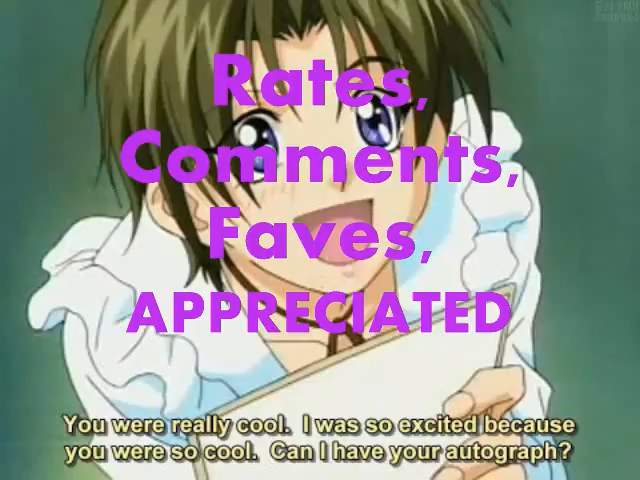 Rates,
Comments,
Faves,
APPRECIATED
You were really cool.  I was so excited because
you were so cool.  Can I have your autograph?